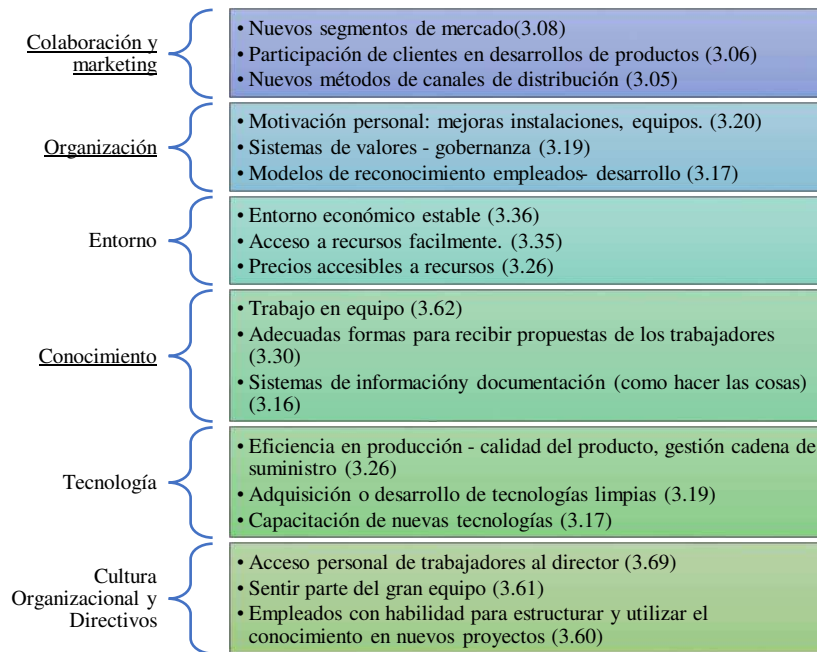 Colaboración y
marketing
• Nuevos segmentos de mercado(3.08)
• Participación de clientes en desarrollos de productos (3.06)
• Nuevos métodos de canales de distribución (3.05)
Organización
• Motivación personal: mejoras instalaciones, equipos. (3.20)
• Sistemas de valores - gobernanza (3.19)
• Modelos de reconocimiento empleados- desarrollo (3.17)
Entorno
• Entorno económico estable (3.36)
• Acceso a recursos facilmente. (3.35)
• Precios accesibles a recursos (3.26)
Conocimiento
• Trabajo en equipo (3.62)
• Adecuadas formas para recibir propuestas de los trabajadores
(3.30)
• Sistemas de informacióny documentación (como hacer las cosas)
(3.16)
Tecnología
• Eficiencia en producción - calidad del producto, gestión cadena de
suministro (3.26)
• Adquisición o desarrollo de tecnologías limpias (3.19)
• Capacitación de nuevas tecnologías (3.17)
Cultura
Organizacional y
Directivos
• Acceso personal de trabajadores al director (3.69)
• Sentir parte del gran equipo (3.61)
• Empleados con habilidad para estructurar y utilizar el
conocimiento en nuevos proyectos (3.60)